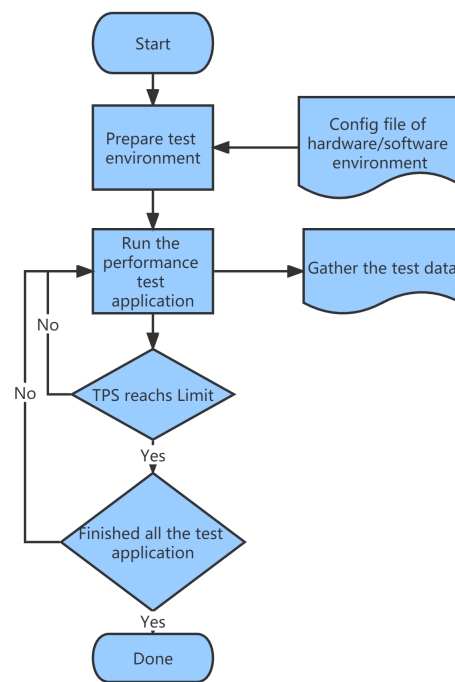 Start
Prepare test
environment
Config file of
hardware/software
environment
Run the
performance
test
application
Gather the test data
No
TPS reachs Limit
No
Yes
Finished all the test
application
Yes
Done